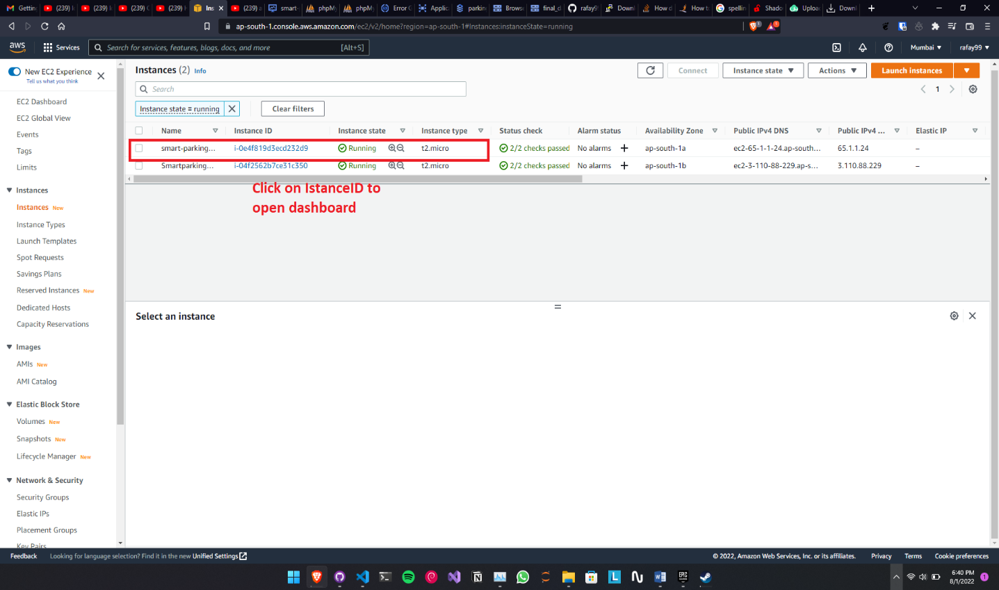 Gettin
(239) I
(239) Ic
(239) C
(239) H
Ins
(239) a
smart-
phpMy
phpMy
Error C
Applica
parkin
Browse
final_d
rafay9
Downl
How d
How to
spellin
Shado
Uploa
Downl
ap-south-1.console.aws.amazon.com/ec2/v2/home?region=ap-south-1#Instances:instanceState=running
aws
Services
Search for services, features, blogs, docs, and more
[Alt+S]
Mumbai
rafay99
New EC2 Experience
Tell us what you think
EC2 Dashboard
EC2 Global View
Events
Tags
Limits
Instances
Instances New
Instance Types
Launch Templates
Spot Requests
Savings Plans
Reserved Instances New
Dedicated Hosts
Capacity Reservations
Images
AMIs New
AMI Catalog
Elastic Block Store
Volumes New
Snapshots New
Lifecycle Manager New
Network & Security
Security Groups
Elastic IPs
Placement Groups
Key Pairs
Instances (2) Info
Connect
Instance state
Actions
Launch instances
Search
1
Instance state = running
Clear filters
Name Instance ID Instance state Instance type Status check Alarm status Availability Zone Public IPv4 DNS Public IPv4 ... Elastic IP
smart-parking... i-0e4f819d3ecd232d9 Running t2.micro 2/2 checks passed No alarms + ap-south-1a ec2-65-1-1-24.ap-south... 65.1.1.24 –
Smartparking... i-04f2562b7ce31c350 Running t2.micro 2/2 checks passed No alarms + ap-south-1b ec2-3-110-88-229.ap-s... 3.110.88.229 –
Click on IstanceID to
open dashboard
Select an instance
Feedback
Looking for language selection? Find it in the new Unified Settings
© 2022, Amazon Web Services, Inc. or its affiliates.
Privacy
Terms
Cookie preferences
6:40 PM
8/1/2022
1